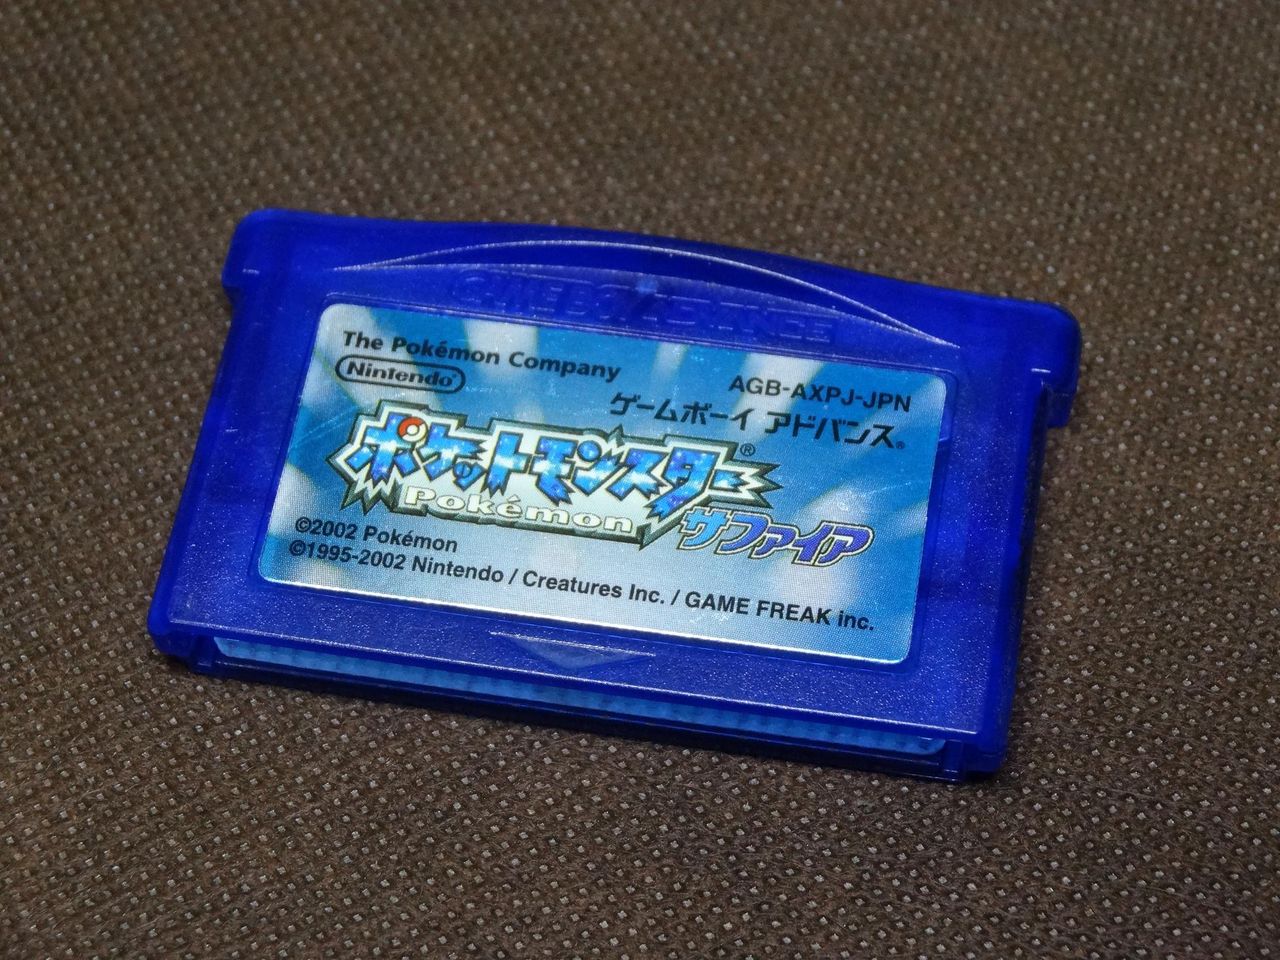 GAME BOY ADVANCE
The Pokémon Company
Nintendo
AGB-AXPJ-JPN
ゲームボーイ アドバンス®
ポケットモンスター®
Pokémon
サファイア
©2002 Pokémon
©1995-2002 Nintendo / Creatures Inc. / GAME FREAK inc.